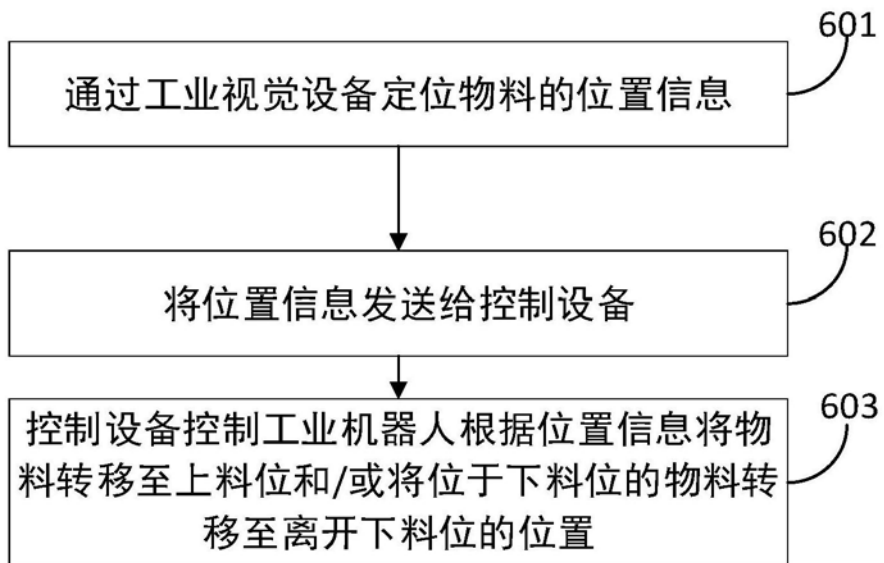 601
通过工业视觉设备定位物料的位置信息
602
将位置信息发送给控制设备
603
控制设备控制工业机器人根据位置信息将物
料转移至上料位和/或将位于下料位的物料转
移至离开下料位的位置